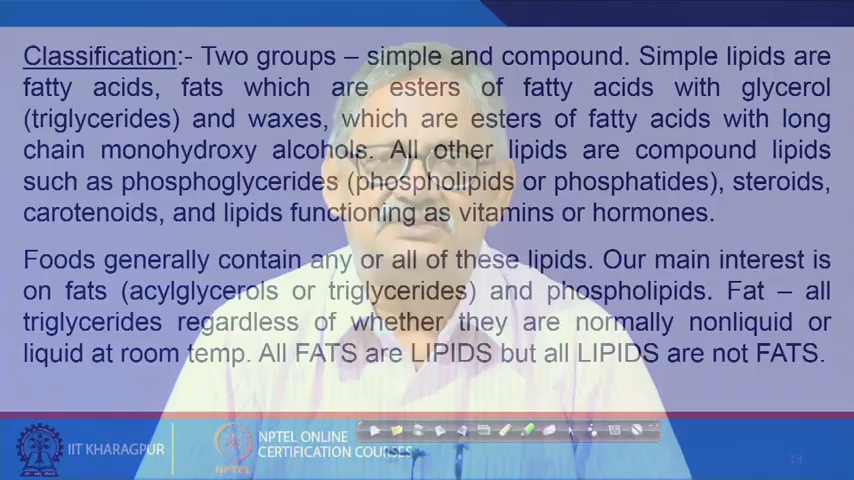 Classification:- Two groups – simple and compound. Simple lipids are
fatty acids, fats which are esters of fatty acids with glycerol
(triglycerides) and waxes, which are esters of fatty acids with long
chain monohydroxy alcohols. All other lipids are compound lipids
such as phosphoglycerides (phospholipids or phosphatides), steroids,
carotenoids, and lipids functioning as vitamins or hormones.
Foods generally contain any or all of these lipids. Our main interest is
on fats (acylglycerols or triglycerides) and phospholipids. Fat – all
triglycerides regardless of whether they are normally nonliquid or
liquid at room temp. All FATS are LIPIDS but all LIPIDS are not FATS.
IIT KHARAGPUR
NPTEL
NPTEL ONLINE
CERTIFICATION COURSES